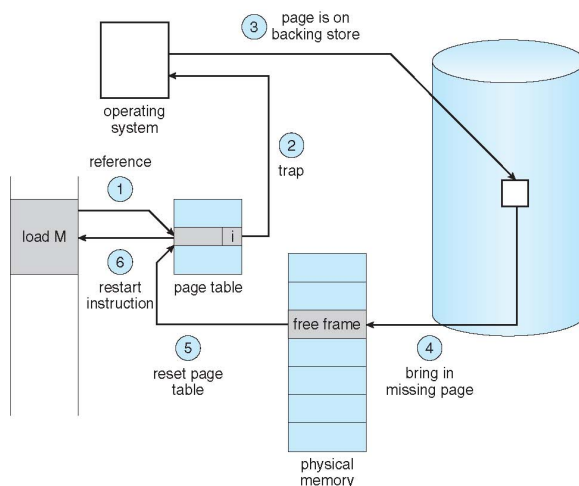 3
page is on
backing store
operating
system
2
trap
reference
1
load M
i
6
restart
instruction
page table
free frame
5
reset page
table
4
bring in
missing page
physical
memory